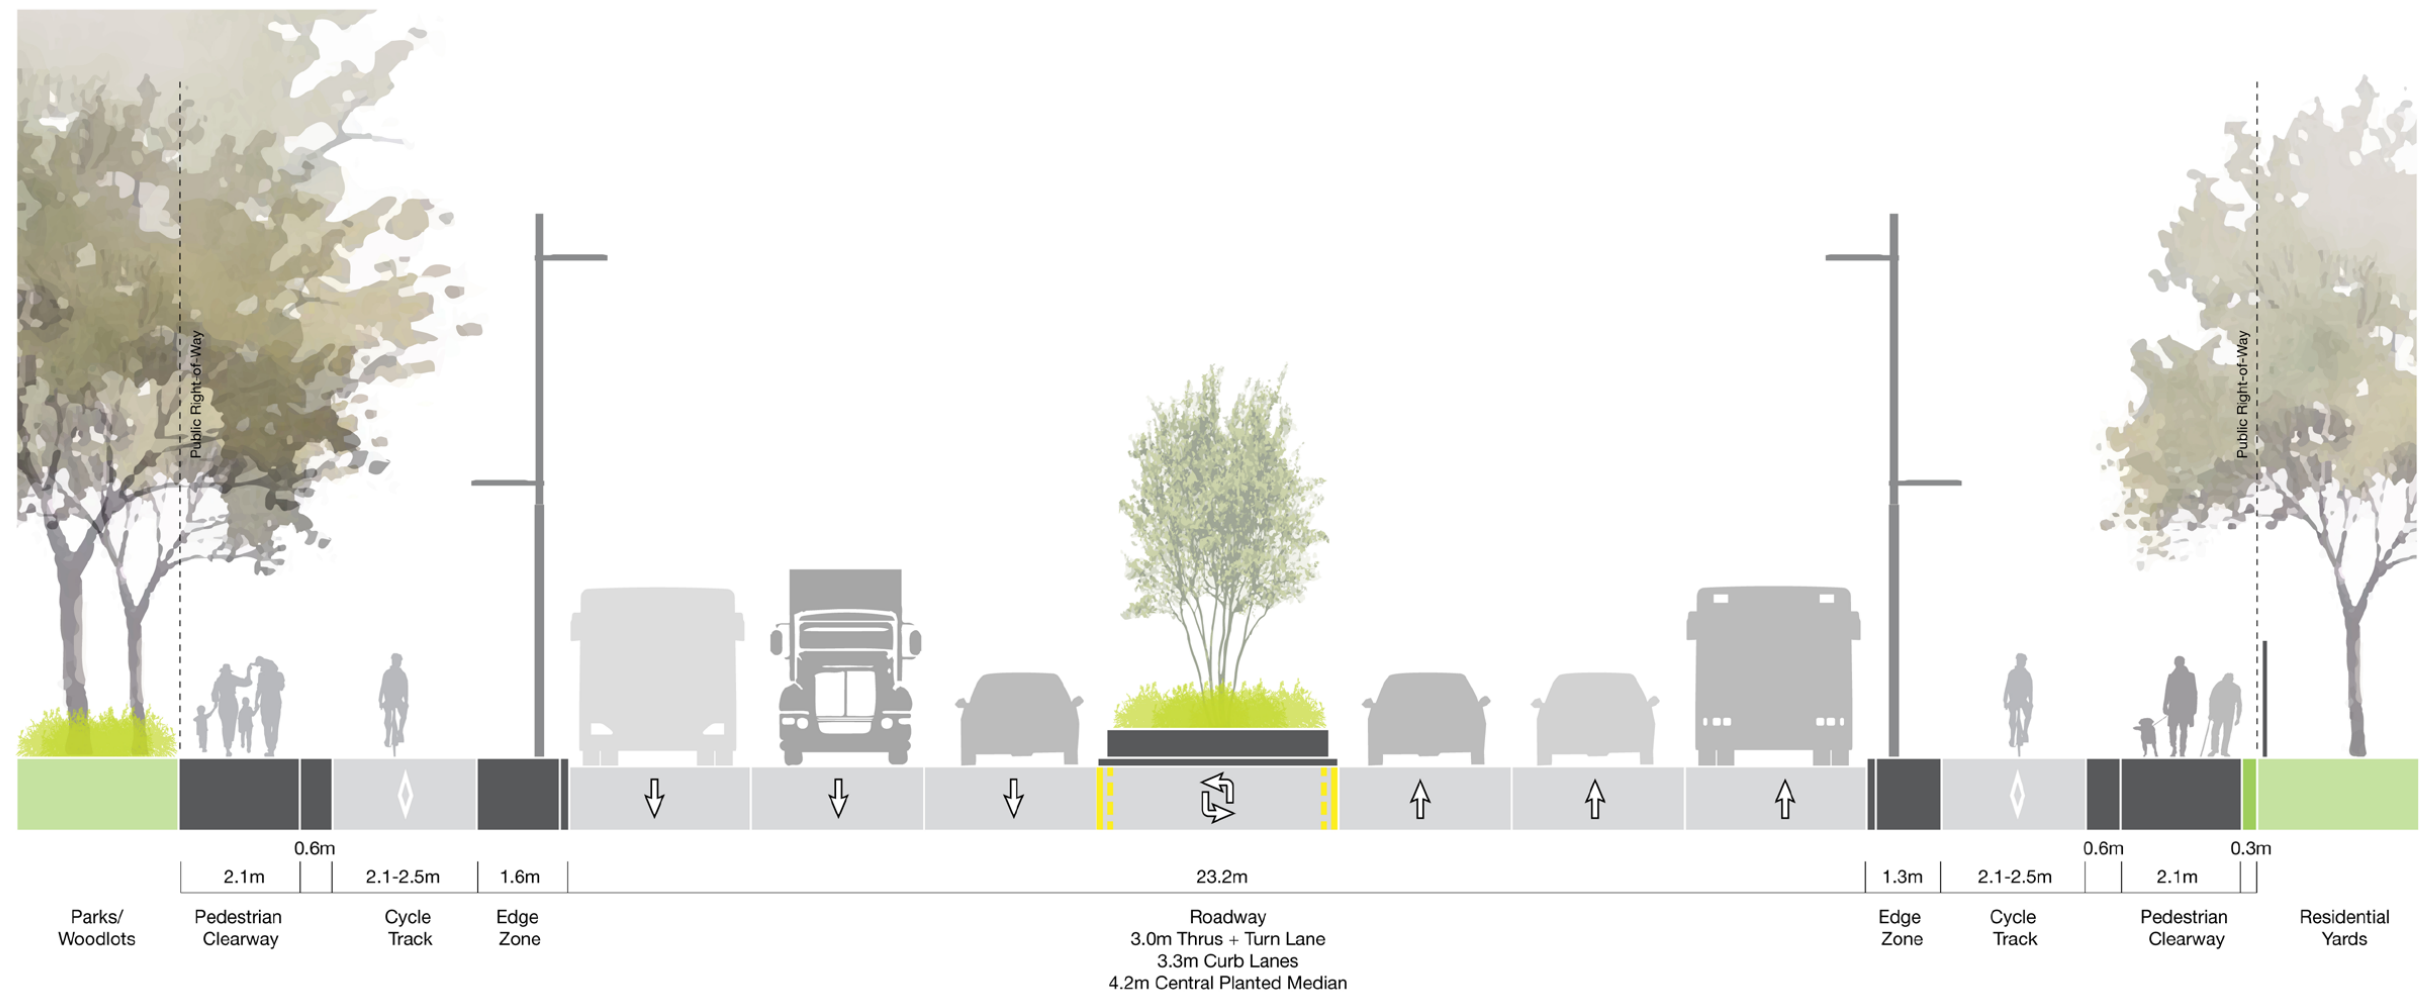 Public Right-of-Way
Public Right-of-Way
0.6m
0.6m
0.3m
2.1m
2.1-2.5m
1.6m
23.2m
1.3m
2.1-2.5m
2.1m
Parks/
Woodlots
Pedestrian
Clearway
Cycle
Track
Edge
Zone
Roadway
3.0m Thrus + Turn Lane
3.3m Curb Lanes
4.2m Central Planted Median
Edge
Zone
Cycle
Track
Pedestrian
Clearway
Residential
Yards